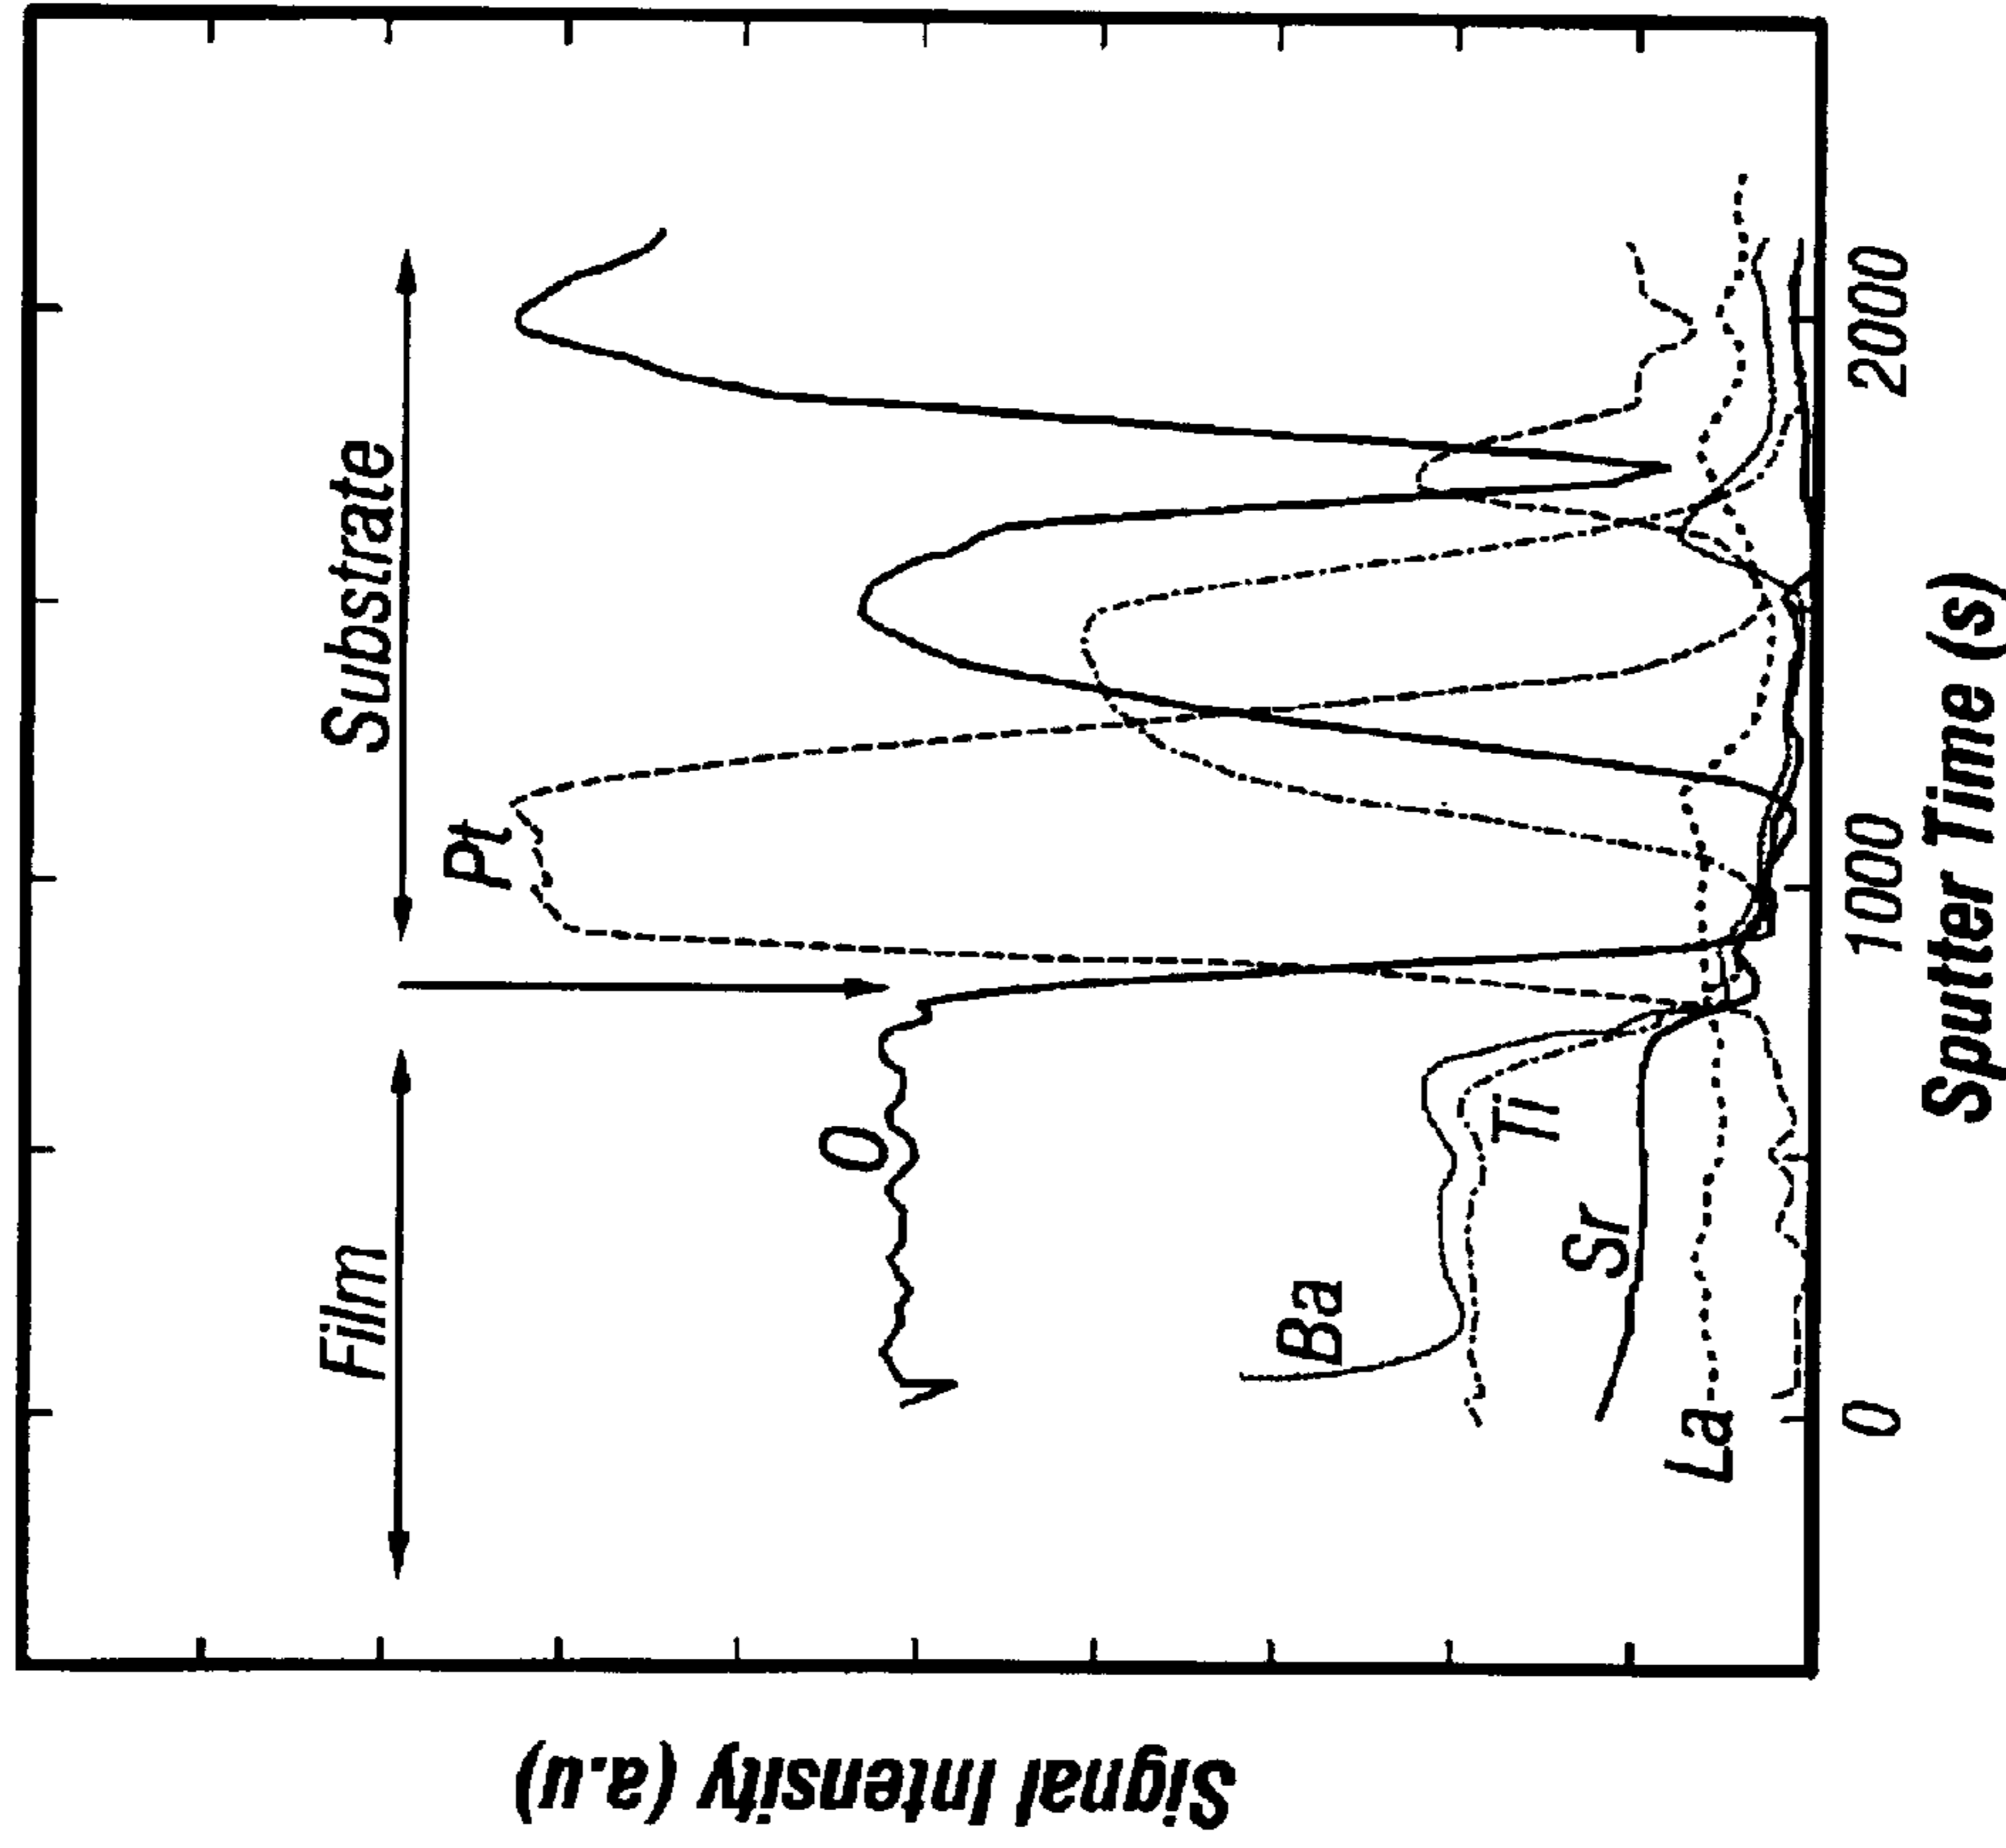 Film
Substrate
Pt
O
Ba
Ti
Sr
La
0
1000
2000
Sputter Time (s)
Signal Intensity (a.u)